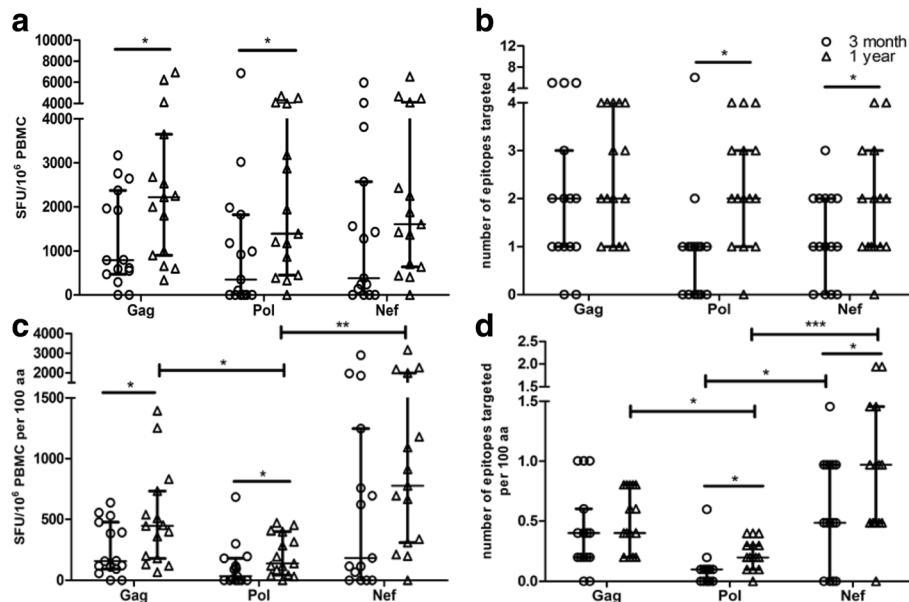 a
SFU/10⁶ PBMC
10000
8000
6000
4000
4000
3000
2000
1000
0
*
*
Gag
Pol
Nef
b
number of epitopes targeted
12
8
4
4
3
2
1
0
*
*
3 month
1 year
Gag
Pol
Nef
c
SFU/10⁶ PBMC per 100 aa
4000
3000
2000
1500
1000
500
0
*
*
*
**
Gag
Pol
Nef
d
number of epitopes targeted
per 100 aa
2.5
2.0
1.5
1.5
1.0
0.5
0.0
*
*
*
*
***
Gag
Pol
Nef